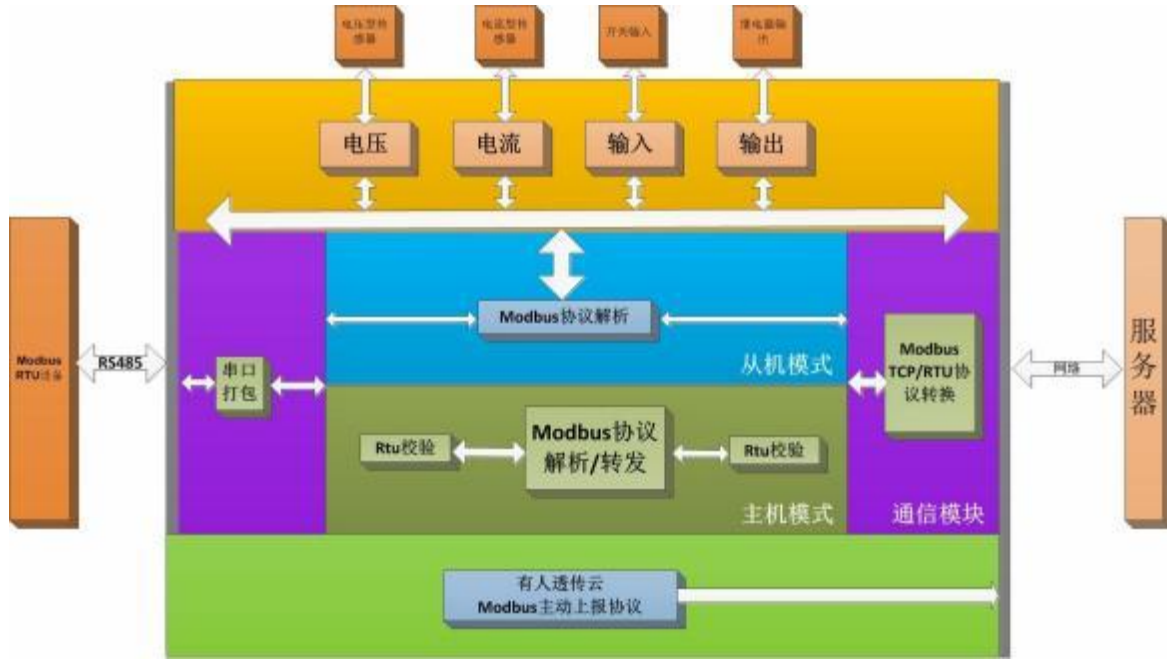 电压型传
感器
电流型传
感器
开关输入
继电器输
出
电压
电流
输入
输出
Modbus协议解析
从机模式
Modbus
RTU设备
RS485
串口
打包
Modbus
TCP/RTU协
议转换
网络
服
务
器
Rtu校验
Modbus协议
解析/转发
Rtu校验
主机模式
通信模块
有人透传云
Modbus主动上报协议